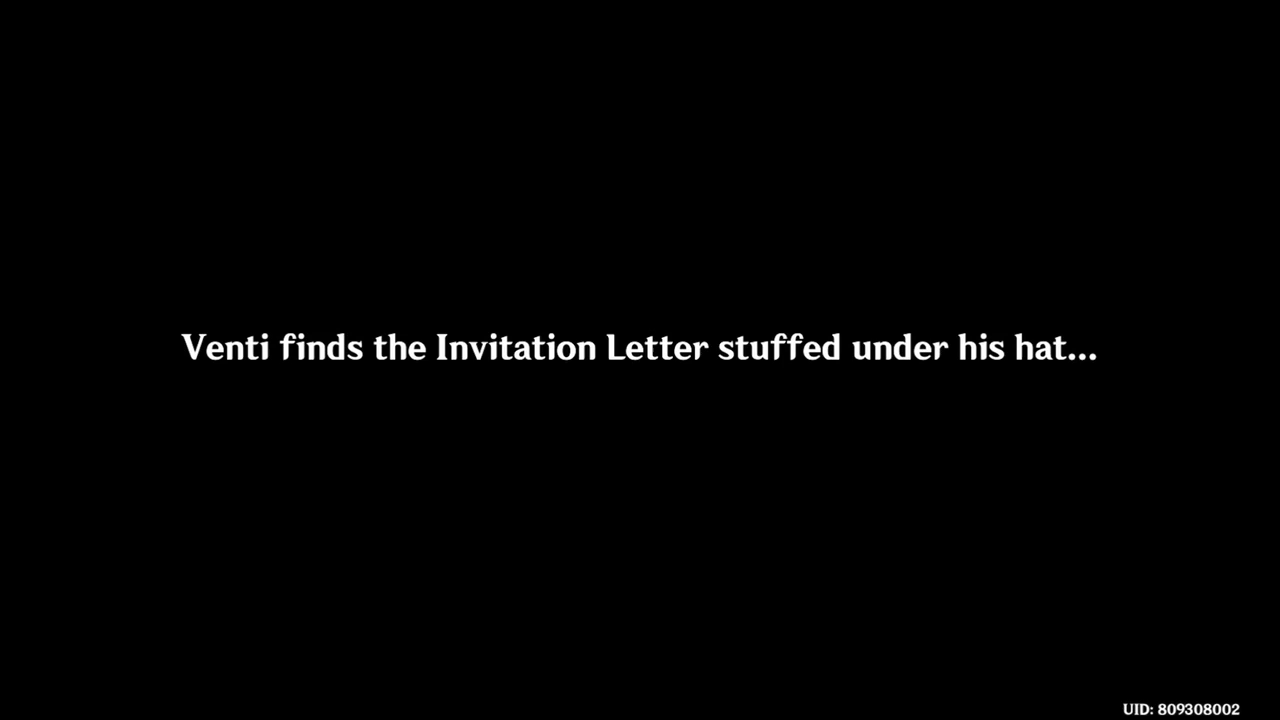 Venti finds the Invitation Letter stuffed under his hat...
UID: 809308002